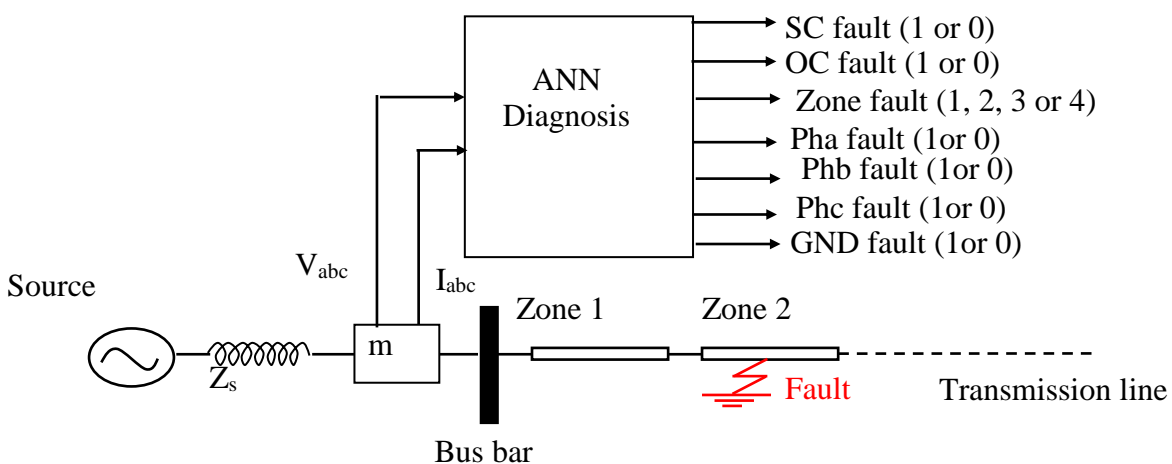 SC fault (1 or 0)
OC fault (1 or 0)
ANN
Diagnosis
Zone fault (1, 2, 3 or 4)
Pha fault (1or 0)
Phb fault (1or 0)
Phc fault (1or 0)
GND fault (1or 0)
Vabc
Iabc
Source
Zone 1
Zone 2
m
Zs
Fault
Transmission line
Bus bar